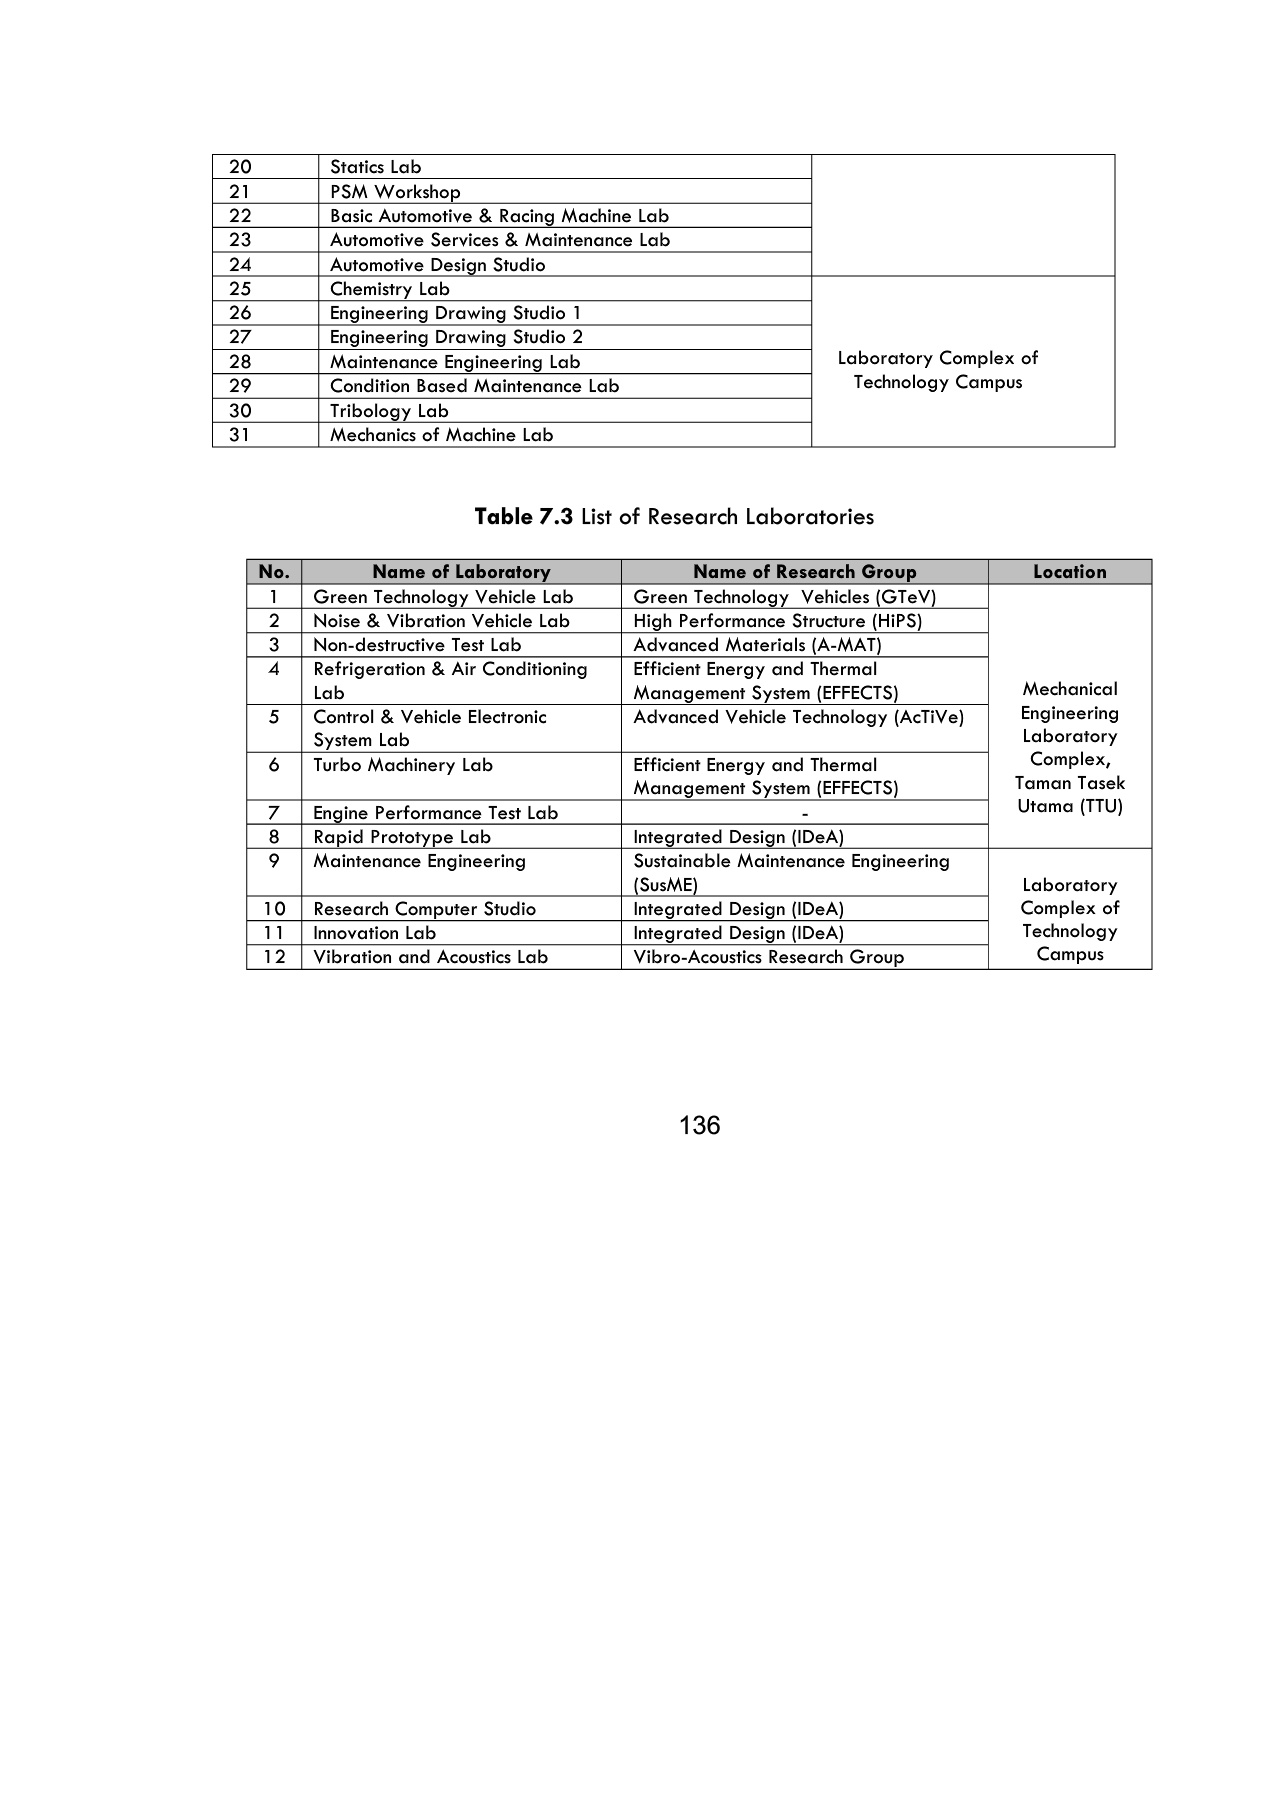 20 Statics Lab
21 PSM Workshop
22 Basic Automotive & Racing Machine Lab
23 Automotive Services & Maintenance Lab
24 Automotive Design Studio
25 Chemistry Lab
26 Engineering Drawing Studio 1
27 Engineering Drawing Studio 2
28 Maintenance Engineering Lab
29 Condition Based Maintenance Lab
30 Tribology Lab
31 Mechanics of Machine Lab
Laboratory Complex of
Technology Campus
Table 7.3 List of Research Laboratories
No. Name of Laboratory Name of Research Group Location
1 Green Technology Vehicle Lab Green Technology Vehicles (GTeV)
2 Noise & Vibration Vehicle Lab High Performance Structure (HiPS)
3 Non-destructive Test Lab Advanced Materials (A-MAT)
4 Refrigeration & Air Conditioning Efficient Energy and Thermal
Lab Management System (EFFECTS)
5 Control & Vehicle Electronic Advanced Vehicle Technology (AcTiVe)
System Lab
6 Turbo Machinery Lab Efficient Energy and Thermal
Management System (EFFECTS)
7 Engine Performance Test Lab -
8 Rapid Prototype Lab Integrated Design (IDeA)
Mechanical
Engineering
Laboratory
Complex,
Taman Tasek
Utama (TTU)
9 Maintenance Engineering Sustainable Maintenance Engineering
(SusME)
10 Research Computer Studio Integrated Design (IDeA)
11 Innovation Lab Integrated Design (IDeA)
12 Vibration and Acoustics Lab Vibro-Acoustics Research Group
Laboratory
Complex of
Technology
Campus
136